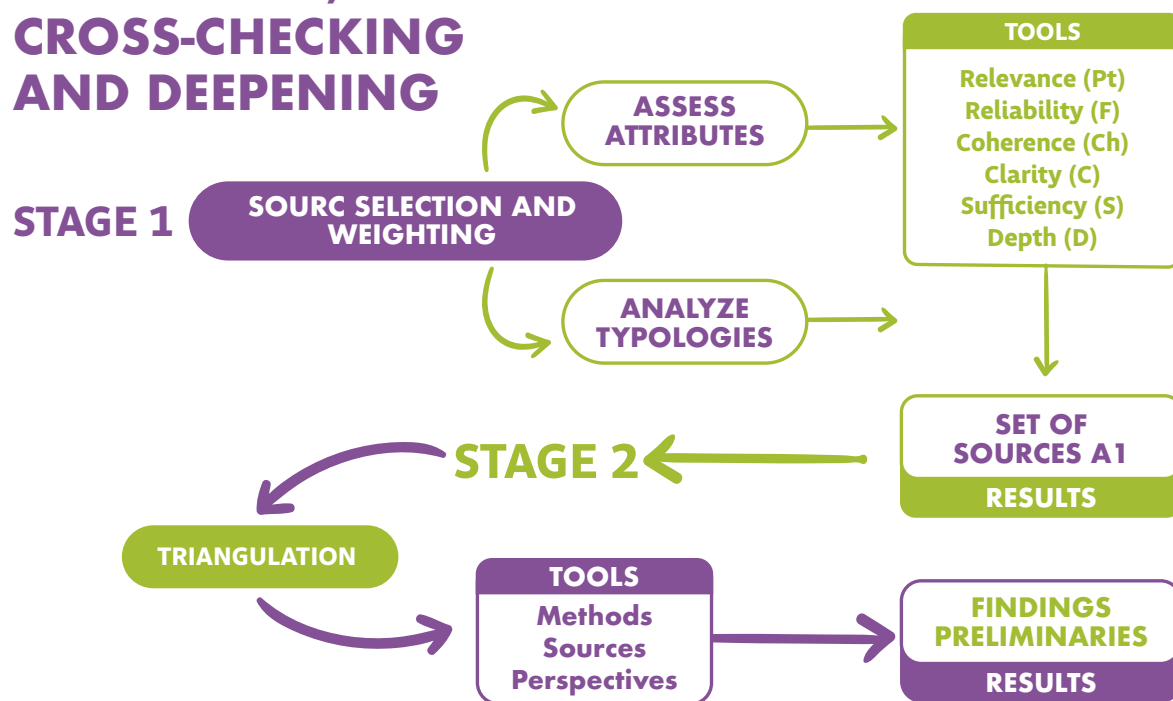 CROSS-CHECKING
AND DEEPENING
STAGE 1
SOURC SELECTION AND
WEIGHTING
ASSESS
ATTRIBUTES
ANALYZE
TYPOLOGIES
TOOLS
Relevance (Pt)
Reliability (F)
Coherence (Ch)
Clarity (C)
Sufficiency (S)
Depth (D)
SET OF
SOURCES A1
RESULTS
STAGE 2
TRIANGULATION
TOOLS
Methods
Sources
Perspectives
FINDINGS
PRELIMINARIES
RESULTS